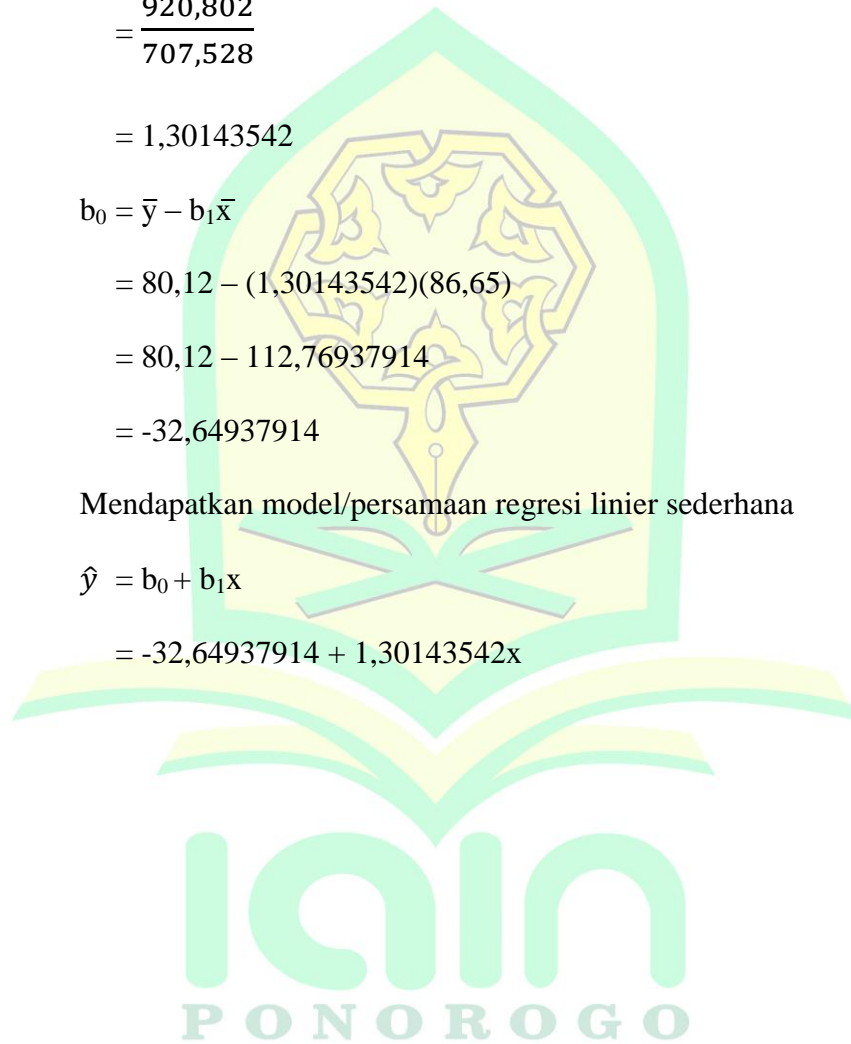 = 920,802
707,528
= 1,30143542
b₀ = ȳ – b₁x̄
= 80,12 – (1,30143542)(86,65)
= 80,12 – 112,76937914
= -32,64937914
Mendapatkan model/persamaan regresi linier sederhana
ŷ = b₀ + b₁x
= -32,64937914 + 1,30143542x
IAIN
PONOROGO